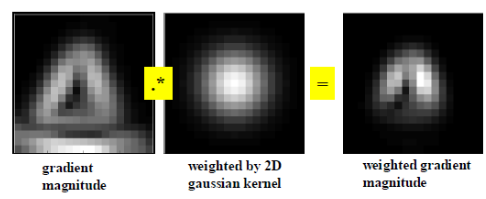 .*
=
gradient
magnitude
weighted by 2D
gaussian kernel
weighted gradient
magnitude